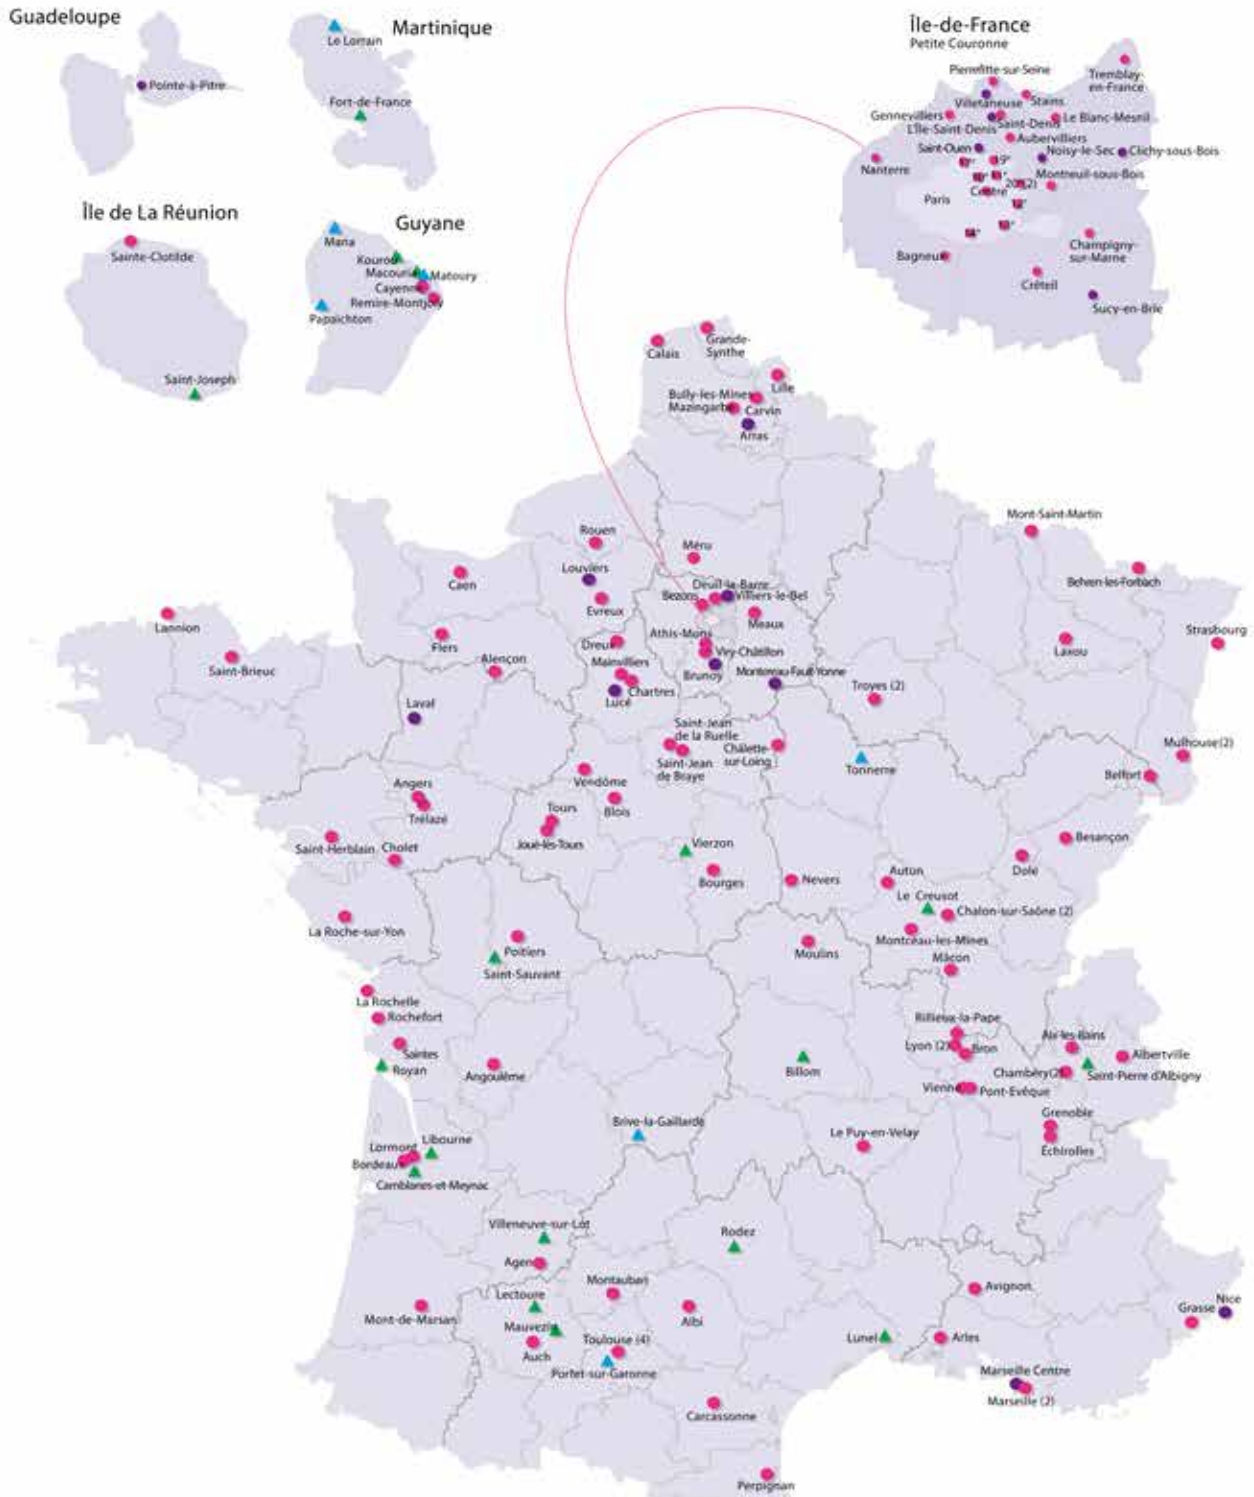 Guadeloupe
Pointe-à-Pitre
Martinique
Le Lorrain
Fort-de-France
Île de La Réunion
Sainte-Clotilde
Saint-Joseph
Guyane
Mana
Kourou
Macouria
Matoury
Cayenne
Remire-Montjoly
Papaïchton
Île-de-France
Petite Couronne
Pierrefitte-sur-Seine
Tremblay-
en-France
Villetaneuse
Stains
Gennevilliers
L'Île-Saint-Denis
Saint-Denis
Le Blanc-Mesnil
Aubervilliers
Saint-Ouen
Noisy-le-Sec
Clichy-sous-Bois
Nanterre
17°
19°
Montreuil-sous-Bois
10°
11°
20°(2)
Centre
Paris
12°
13°
14°
Bagneux
Champigny-
sur-Marne
Créteil
Sucy-en-Brie
Calais
Grande-
Synthe
Lille
Bully-les-Mines
Mazingarbe
Carvin
Arras
Mont-Saint-Martin
Rouen
Méru
Louviers
Caen
Behren-les-Forbach
Deuil-la-Barre
Bezons
Villiers-le-Bel
Evreux
Meaux
Lannion
Strasbourg
Flers
Dreux
Athis-Mons
Viry-Châtillon
Laxou
Saint-Brieuc
Alençon
Mainvilliers
Brunoy
Montereau-Fault-Yonne
Troyes (2)
Chartres
Lucé
Laval
Saint-Jean
de la Ruelle
Châlette-
sur-Loing
Saint-Jean
de Braye
Mulhouse(2)
Tonnerre
Belfort
Vendôme
Angers
Trélazé
Blois
Tours
Joué-lès-Tours
Saint-Herblain
Cholet
Vierzon
Besançon
Dole
Bourges
Nevers
Autun
Le Creusot
Chalon-sur-Saône (2)
La Roche-sur-Yon
Poitiers
Moulins
Montceau-les-Mines
Mâcon
Saint-Sauvant
La Rochelle
Rochefort
Rillieux-la-Pape
Saintes
Lyon (2)
Bron
Aix-les-Bains
Albertville
Royan
Angoulême
Billom
Chambéry(2)
Saint-Pierre d'Albigny
Vienne
Pont-Evêque
Grenoble
Échirolles
Brive-la-Gaillarde
Le Puy-en-Velay
Lormont
Libourne
Bordeaux
Camblanes-et-Meynac
Villeneuve-sur-Lot
Rodez
Agen
Montauban
Avignon
Lectoure
Albi
Nice
Grasse
Mont-de-Marsan
Mauvezin
Toulouse (4)
Lunel
Arles
Auch
Portet-sur-Garonne
Marseille Centre
Marseille (2)
Carcassonne
Perpignan